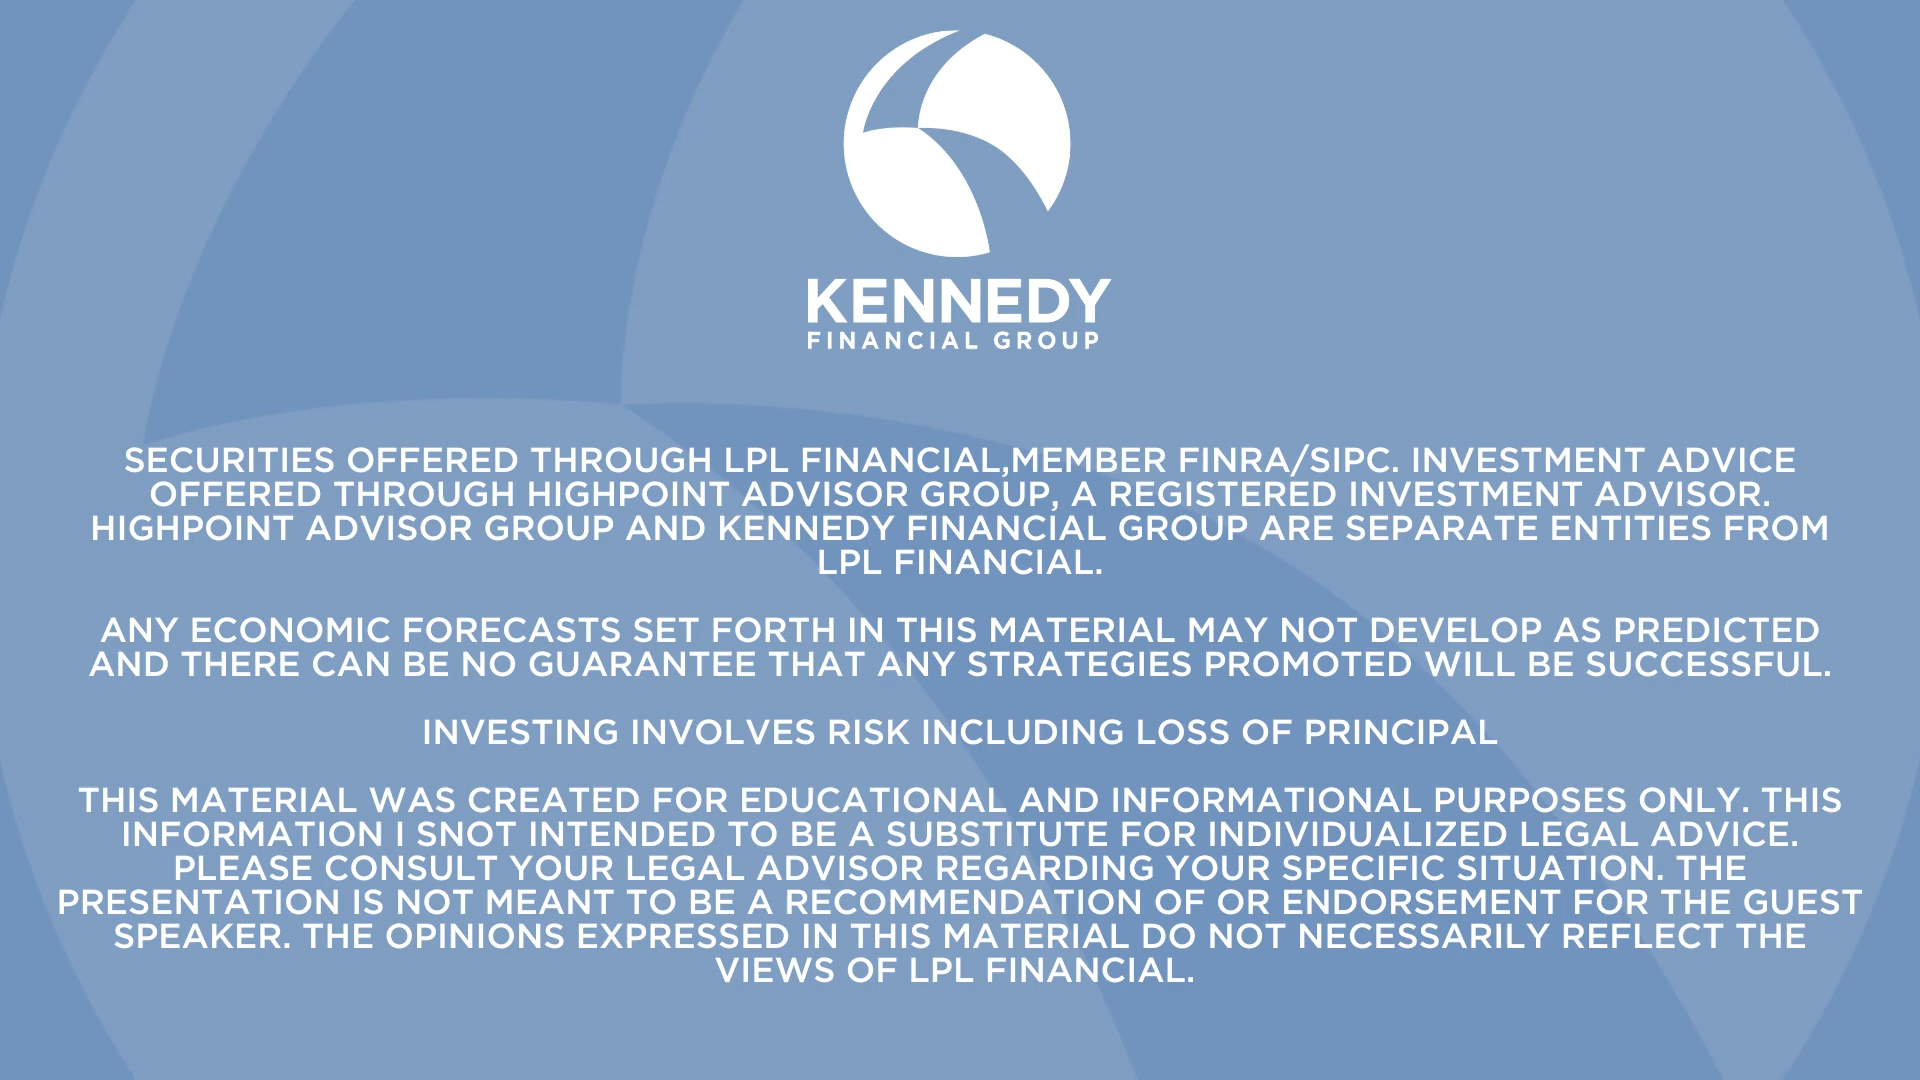 KENNEDY
FINANCIAL GROUP
SECURITIES OFFERED THROUGH LPL FINANCIAL,MEMBER FINRA/SIPC. INVESTMENT ADVICE
OFFERED THROUGH HIGHPOINT ADVISOR GROUP, A REGISTERED INVESTMENT ADVISOR.
HIGHPOINT ADVISOR GROUP AND KENNEDY FINANCIAL GROUP ARE SEPARATE ENTITIES FROM
LPL FINANCIAL.
ANY ECONOMIC FORECASTS SET FORTH IN THIS MATERIAL MAY NOT DEVELOP AS PREDICTED
AND THERE CAN BE NO GUARANTEE THAT ANY STRATEGIES PROMOTED WILL BE SUCCESSFUL.
INVESTING INVOLVES RISK INCLUDING LOSS OF PRINCIPAL
THIS MATERIAL WAS CREATED FOR EDUCATIONAL AND INFORMATIONAL PURPOSES ONLY. THIS
INFORMATION I SNOT INTENDED TO BE A SUBSTITUTE FOR INDIVIDUALIZED LEGAL ADVICE.
PLEASE CONSULT YOUR LEGAL ADVISOR REGARDING YOUR SPECIFIC SITUATION. THE
PRESENTATION IS NOT MEANT TO BE A RECOMMENDATION OF OR ENDORSEMENT FOR THE GUEST
SPEAKER. THE OPINIONS EXPRESSED IN THIS MATERIAL DO NOT NECESSARILY REFLECT THE
VIEWS OF LPL FINANCIAL.